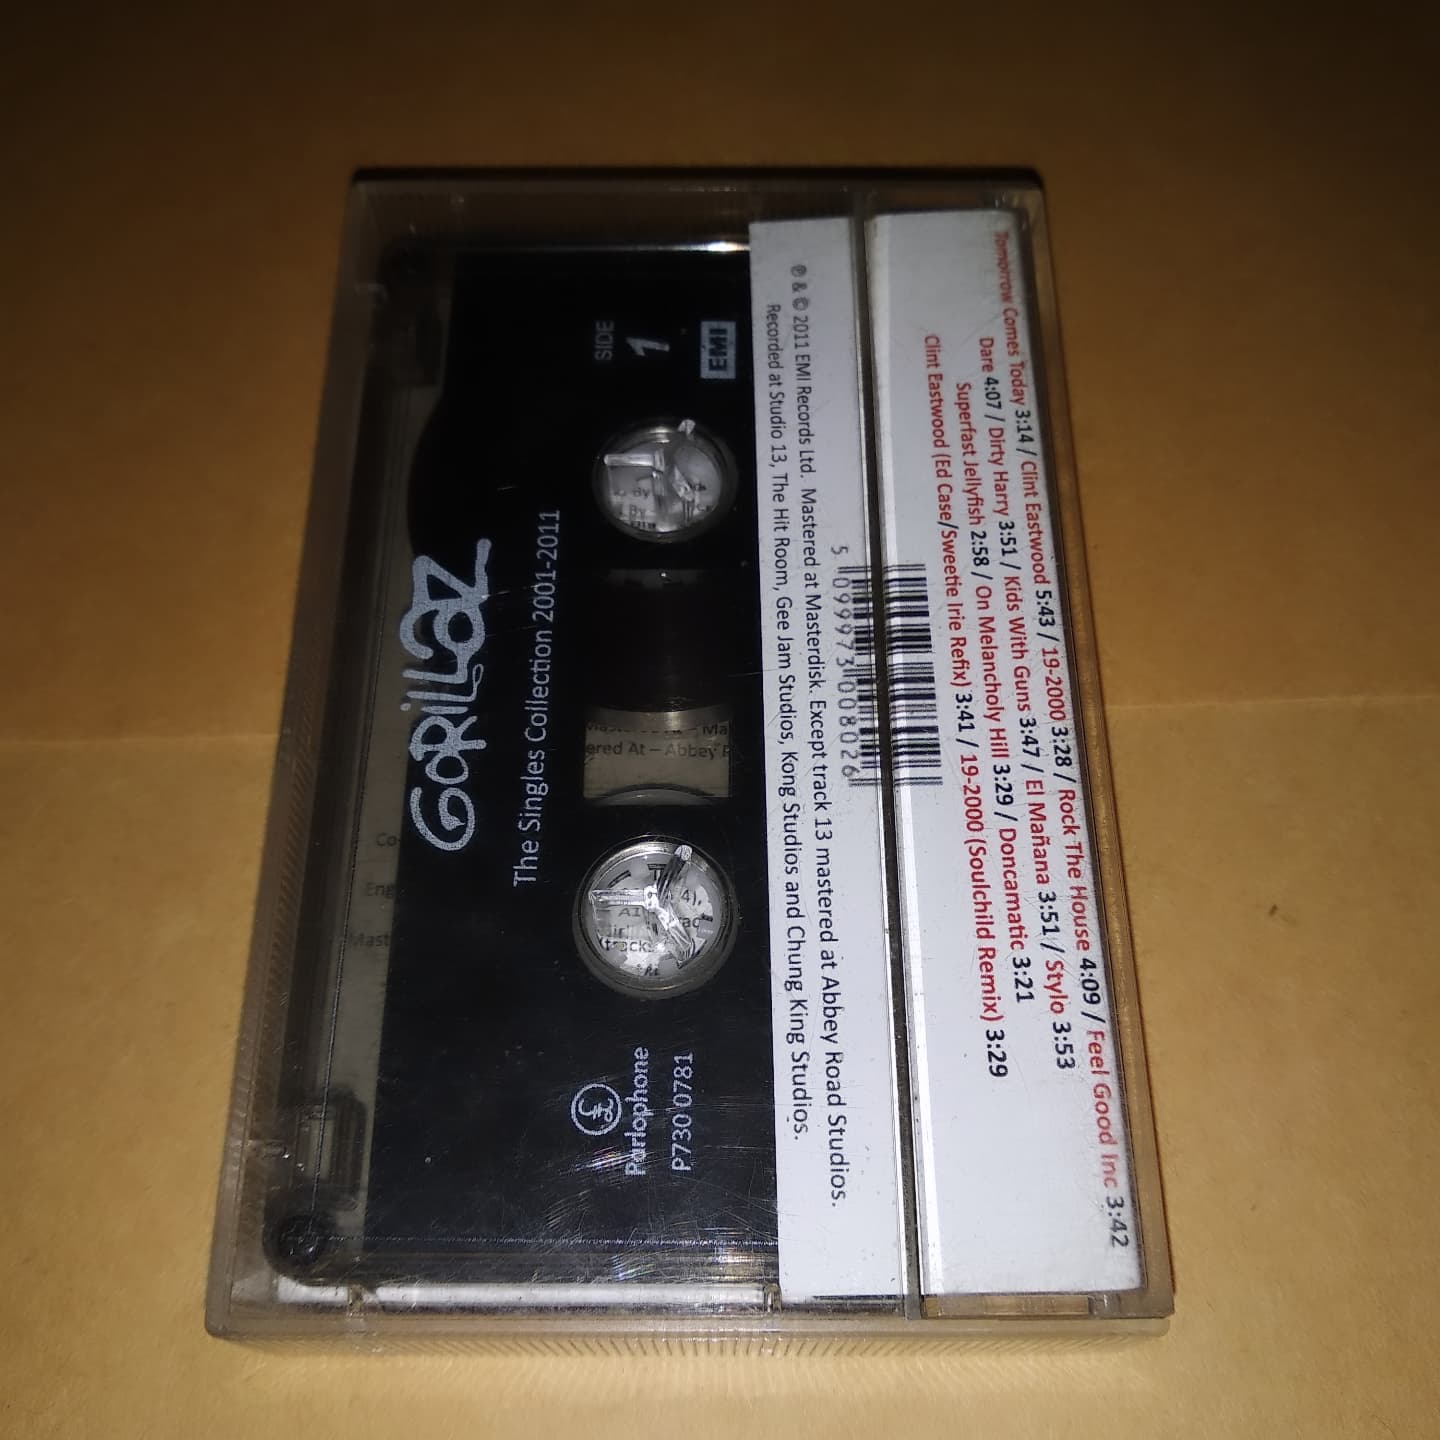 Tomorrow Comes Today 3:14 / Clint Eastwood 5:43 / 19-2000 3:28 / Rock The House 4:09 / Feel Good Inc 3:42
Dare 4:07 / Dirty Harry 3:51 / Kids With Guns 3:47 / El Mañana 3:51 / Stylo 3:53
Superfast Jellyfish 2:58 / On Melancholy Hill 3:29 / Doncamatic 3:21
Clint Eastwood (Ed Case/Sweetie Irie Refix) 3:41 / 19-2000 (Soulchild Remix) 3:29
5 099973 008026
℗ & © 2011 EMI Records Ltd. Mastered at Masterdisk. Except track 13 mastered at Abbey Road Studios.
Recorded at Studio 13, The Hit Room, Gee Jam Studios, Kong Studios and Chung King Studios.
EMI
SIDE
1
GORILLAZ
The Singles Collection 2001-2011
Parlophone
P730 0781
ered At – Abbey
By
By